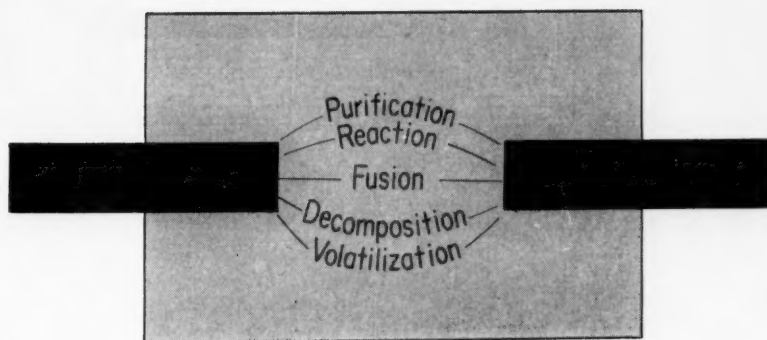 Purification
Reaction
Fusion
Decomposition
Volatilization